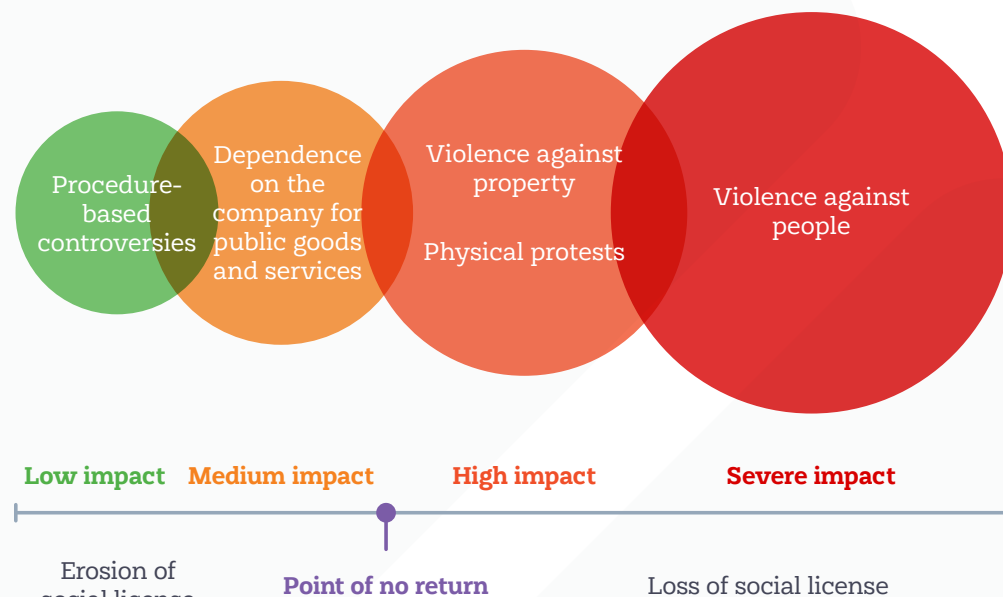 Procedure-
based
controversies
Dependence
on the
company for
public goods
and services
Violence against
property
Physical protests
Violence against
people
Low impact
Medium impact
High impact
Severe impact
Erosion of
social license
Point of no return
Loss of social license